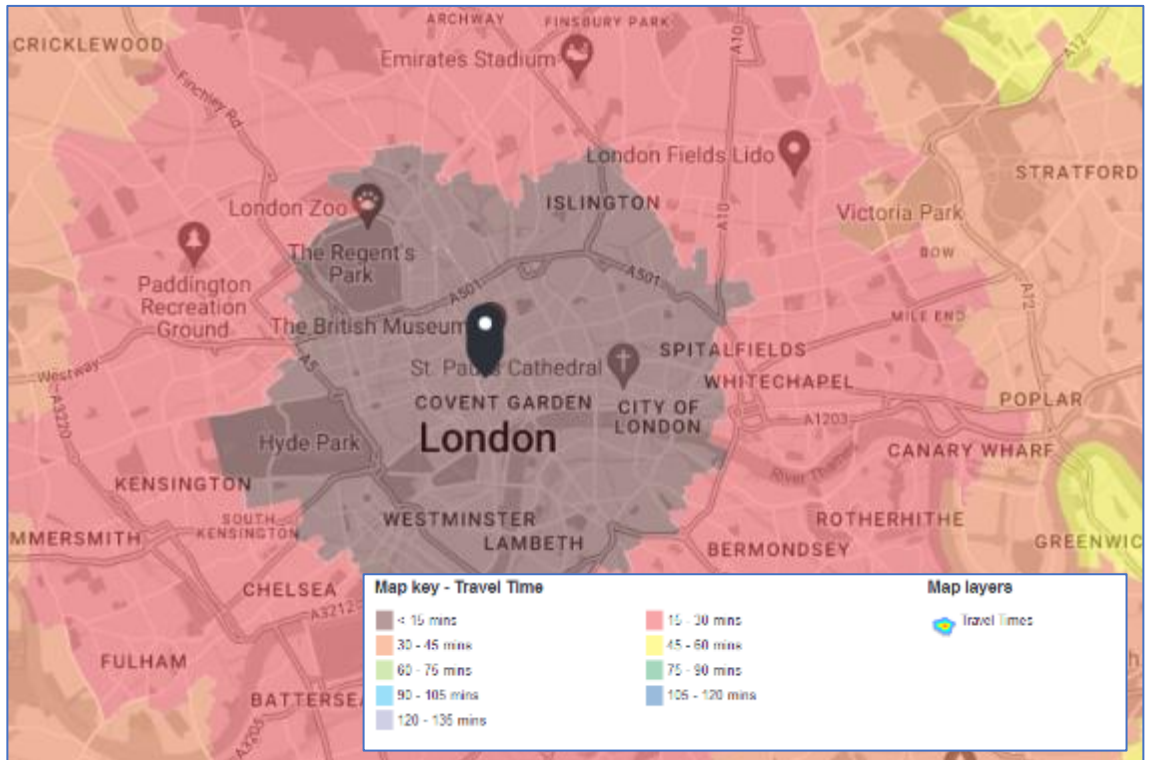 ARCHWAY
FINSBURY PARK
CRICKLEWOOD
Emirates Stadium
A10
A12
Finchley Rd
London Fields Lido
STRATFORD
ISLINGTON
London Zoo
Victoria Park
A10
The Regent's
Park
BOW
A501
A501
Paddington
Recreation
Ground
A12
MILE END
The British Museum
SPITALFIELDS
A5
St. Pauls Cathedral
Westway
WHITECHAPEL
COVENT GARDEN
CITY OF
LONDON
POPLAR
A3220
A1203
London
Hyde Park
CANARY WHARF
River Thames
KENSINGTON
SOUTH
KENSINGTON
WESTMINSTER
ROTHERHITHE
MMERSMITH
LAMBETH
BERMONDSEY
GREENWIC
CHELSEA
A3212
FULHAM
BATTERSE
A3205
Map key - Travel Time
Map layers
< 15 mins
15 - 30 mins
Travel Times
30 - 45 mins
45 - 60 mins
60 - 75 mins
75 - 90 mins
90 - 105 mins
105 - 120 mins
120 - 135 mins